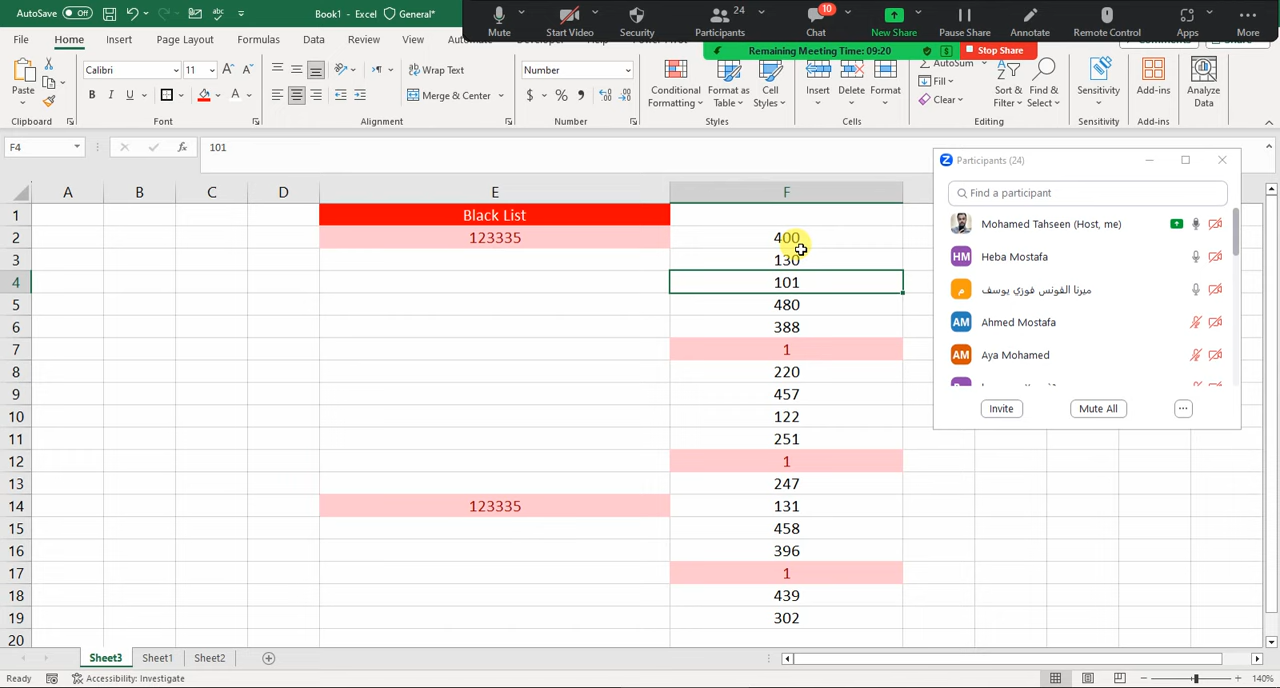 AutoSave Off Book1 - Excel General*
Mute Start Video Security Participants 24 Chat 10 New Share Pause Share Annotate Remote Control Apps More
Remaining Meeting Time: 09:20 Stop Share
File Home Insert Page Layout Formulas Data Review View
Paste
Clipboard
Calibri 11
B I U A
Font
Wrap Text
Merge & Center
Alignment
Number
$ % 9
Number
Conditional Formatting
Format as Table
Cell Styles
Styles
Insert Delete Format
Cells
AutoSum
Fill
Clear
Sort & Filter
Find & Select
Editing
Sensitivity
Sensitivity
Add-ins
Add-ins
Analyze Data
F4 fx 101
A B C D E F
1 Black List
2 123335 400
3 130
4 101
5 480
6 388
7 1
8 220
9 457
10 122
11 251
12 1
13 247
14 123335 131
15 458
16 396
17 1
18 439
19 302
20
Participants (24)
Find a participant
Mohamed Tahseen (Host, me)
HM Heba Mostafa
م ميرنا الفونس فوزي يوسف
AM Ahmed Mostafa
AM Aya Mohamed
Invite Mute All ...
Sheet3 Sheet1 Sheet2
Ready Accessibility: Investigate 140%